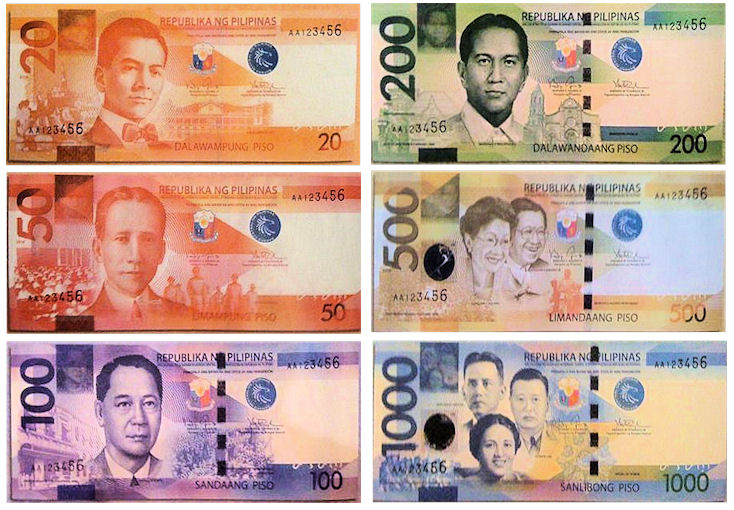 20
REPUBLIKA NG PILIPINAS
AA123456
AA123456
DALAWAMPUNG PISO
20
200
REPUBLIKA NG PILIPINAS
AA123456
AA123456
DALAWANDAANG PISO
200
50
REPUBLIKA NG PILIPINAS
AA123456
AA123456
LIMAMPUNG PISO
50
500
REPUBLIKA NG PILIPINAS
AA123456
AA123456
LIMANDAANG PISO
500
100
REPUBLIKA NG PILIPINAS
AA123456
AA123456
SANDAANG PISO
100
1000
REPUBLIKA NG PILIPINAS
AA123456
AA123456
SANLIBONG PISO
1000